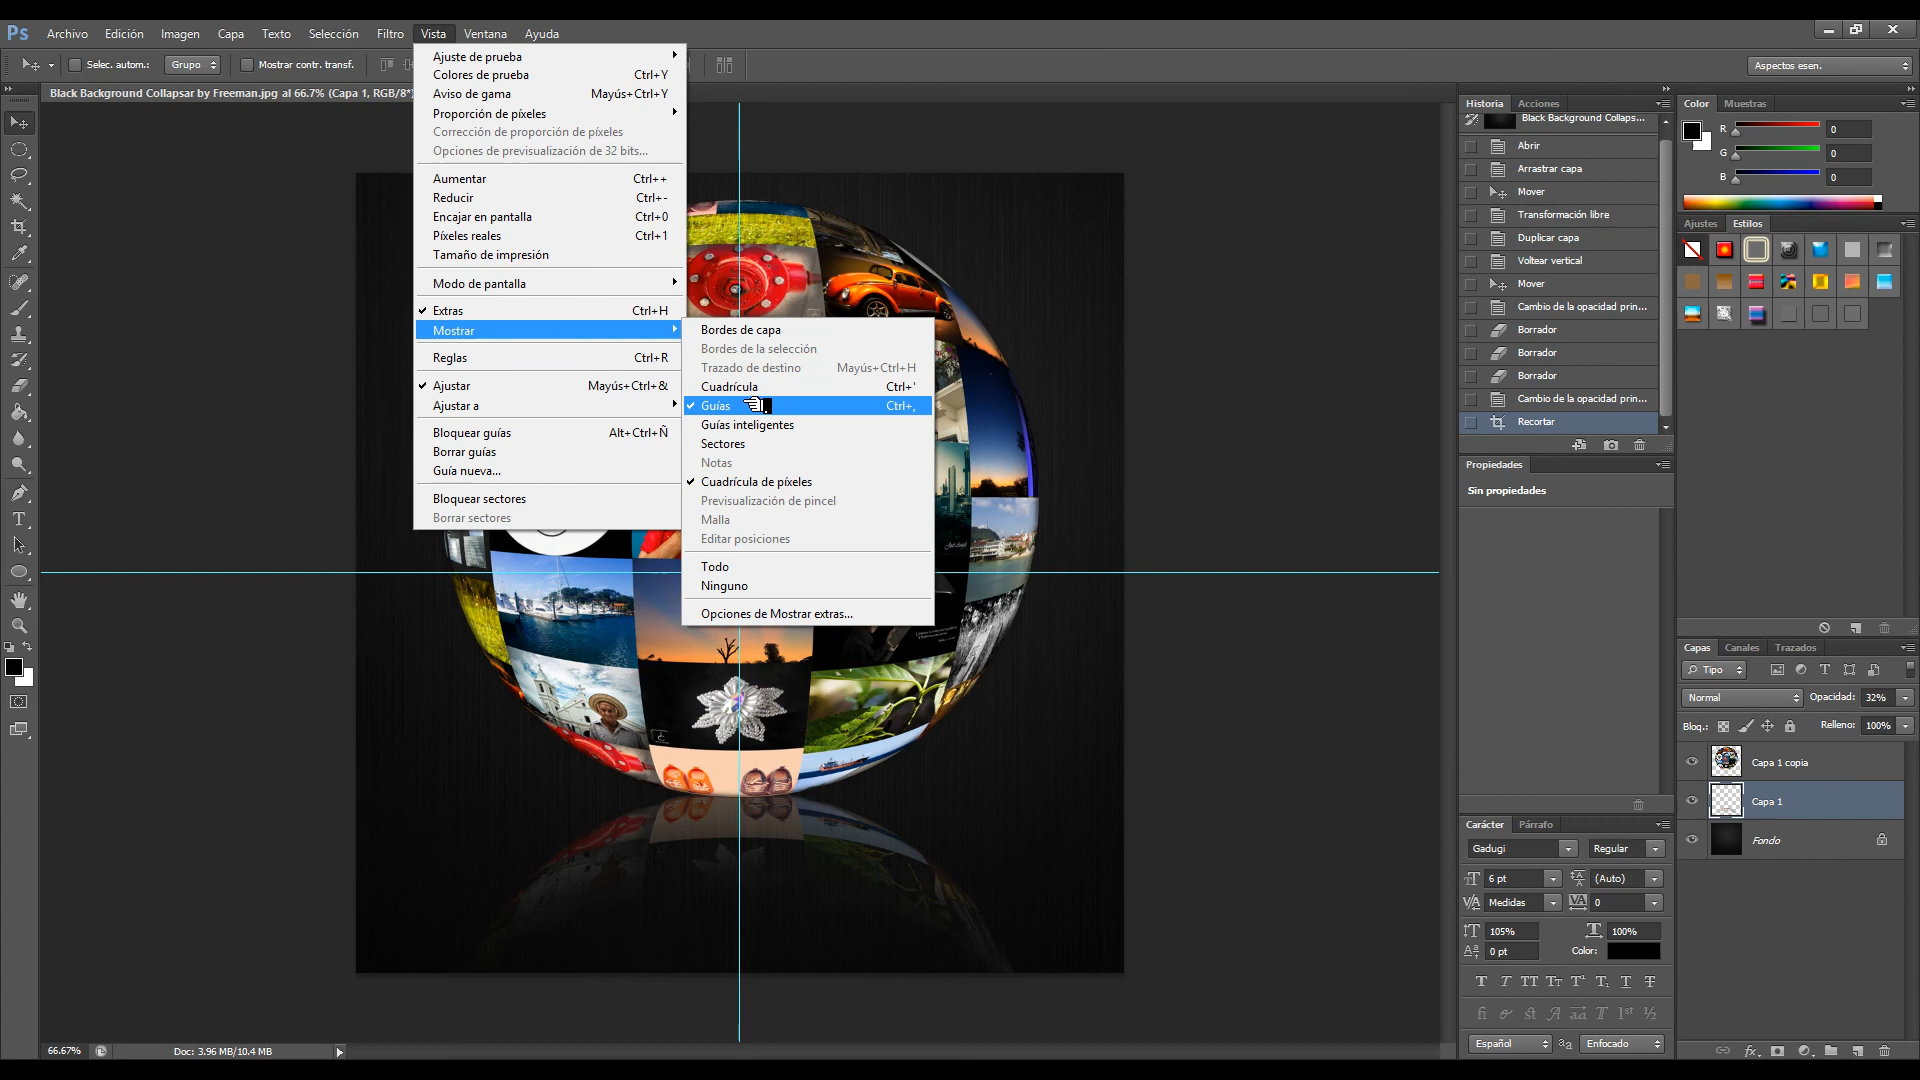 Ps Archivo Edición Imagen Capa Texto Selección Filtro Vista Ventana Ayuda
Selec. autom.: Grupo Mostrar contr. transf. Aspectos esen.
Black Background Collapsar by Freeman.jpg al 66.7% (Capa 1, RGB/8*)
Ajuste de prueba
Colores de prueba Ctrl+Y
Aviso de gama Mayús+Ctrl+Y
Proporción de píxeles
Corrección de proporción de píxeles
Opciones de previsualización de 32 bits...
Aumentar Ctrl++
Reducir Ctrl+-
Encajar en pantalla Ctrl+0
Píxeles reales Ctrl+1
Tamaño de impresión
Modo de pantalla
Extras Ctrl+H
Mostrar
Reglas Ctrl+R
Ajustar Mayús+Ctrl+&
Ajustar a
Bloquear guías Alt+Ctrl+Ñ
Borrar guías
Guía nueva...
Bloquear sectores
Borrar sectores
Bordes de capa
Bordes de la selección
Trazado de destino Mayús+Ctrl+H
Cuadrícula Ctrl+'
Guías Ctrl+,
Guías inteligentes
Sectores
Notas
Cuadrícula de píxeles
Previsualización de pincel
Malla
Editar posiciones
Todo
Ninguno
Opciones de Mostrar extras...
Historia Acciones
Black Background Collaps...
Abrir
Arrastrar capa
Mover
Transformación libre
Duplicar capa
Voltear vertical
Mover
Cambio de la opacidad prin...
Borrador
Borrador
Borrador
Cambio de la opacidad prin...
Recortar
Propiedades
Sin propiedades
Carácter Párrafo
Gadugi Regular
6 pt (Auto)
Medidas 0
105% 100%
0 pt Color:
Español Enfocado
Color Muestras
R 0
G 0
B 0
Ajustes Estilos
Capas Canales Trazados
Tipo
Normal Opacidad: 32%
Bloq.: Relleno: 100%
Capa 1 copia
Capa 1
Fondo
66.67% Doc: 3.96 MB/10.4 MB